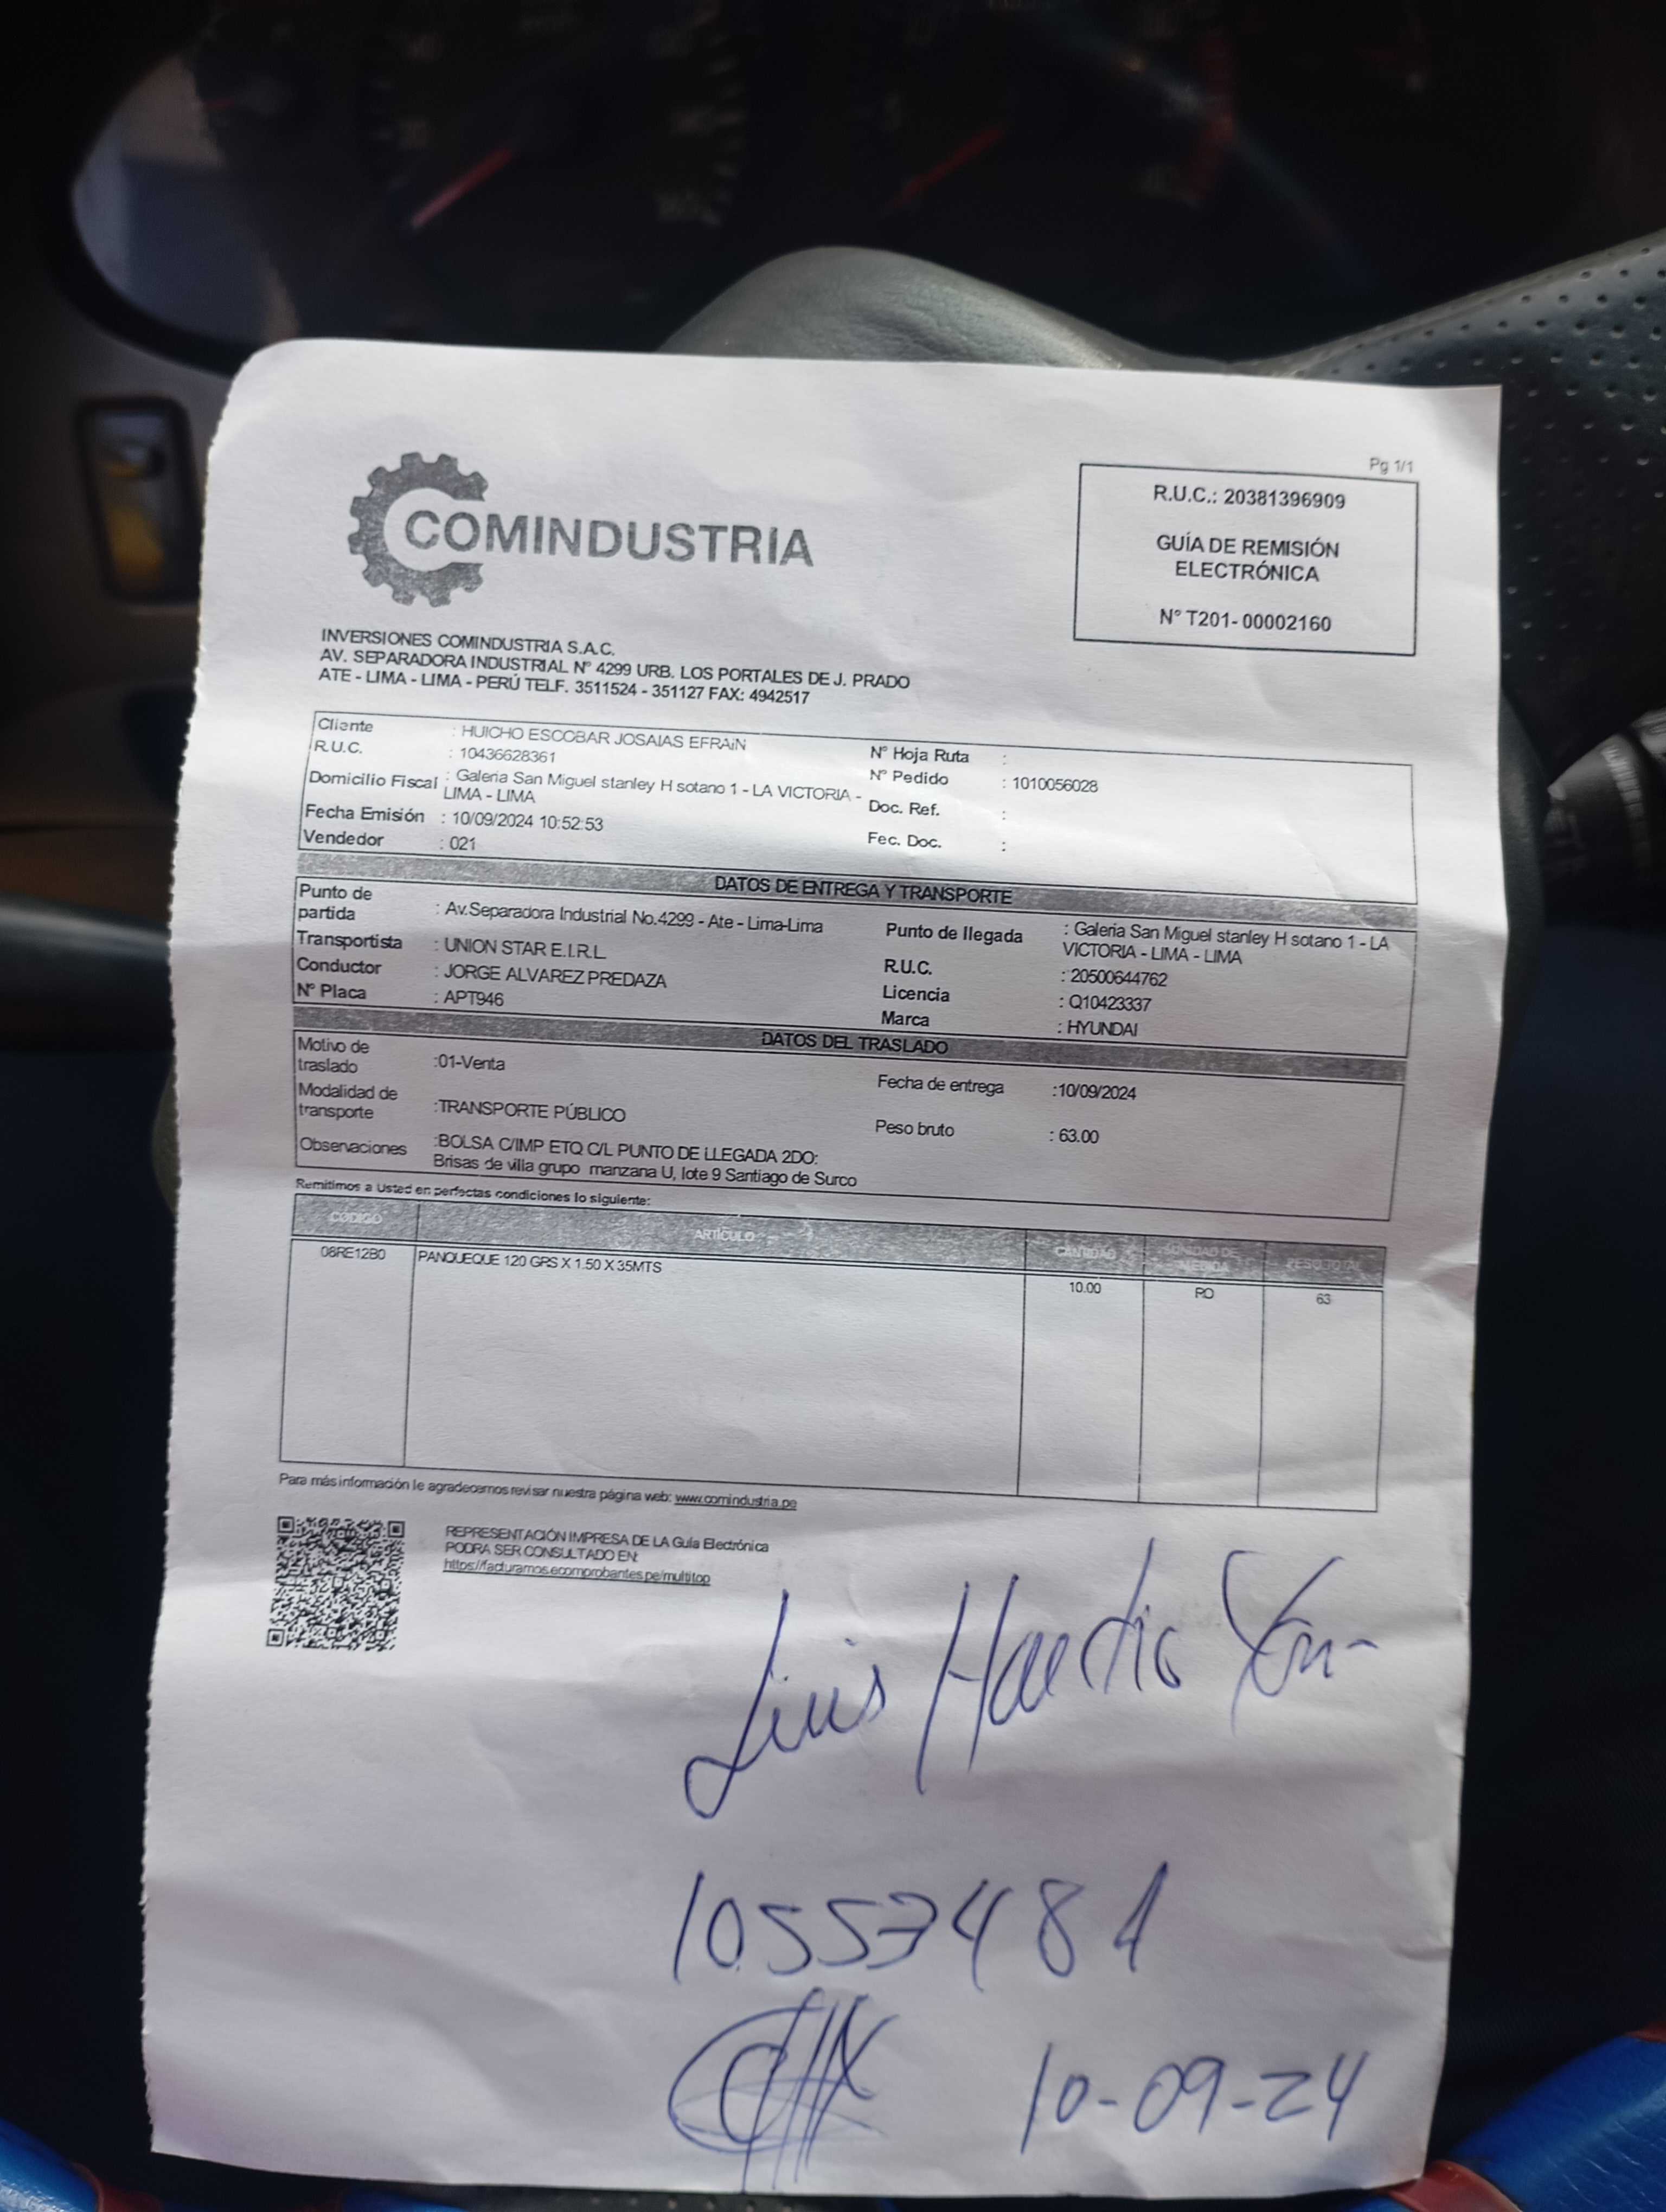 Pg 1/1
COMINDUSTRIA
R.U.C.: 20381396909
GUÍA DE REMISIÓN
ELECTRÓNICA
N° T201- 00002160
INVERSIONES COMINDUSTRIA S.A.C.
AV. SEPARADORA INDUSTRIAL N° 4299 URB. LOS PORTALES DE J. PRADO
ATE - LIMA - LIMA - PERÚ TELF. 3511524 - 351127 FAX: 4942517
Cliente : HUICHO ESCOBAR JOSAIAS EFRAiN
R.U.C. : 10436628361
Domicilio Fiscal : Galeria San Miguel stanley H sotano 1 - LA VICTORIA -
LIMA - LIMA
Fecha Emisión : 10/09/2024 10:52:53
Vendedor : 021
N° Hoja Ruta :
N° Pedido : 1010056028
Doc. Ref. :
Fec. Doc. :
DATOS DE ENTREGA Y TRANSPORTE
Punto de
partida : Av.Separadora Industrial No.4299 - Ate - Lima-Lima
Transportista : UNION STAR E.I.R.L
Conductor : JORGE ALVAREZ PREDAZA
N° Placa : APT946
Punto de llegada : Galeria San Miguel stanley H sotano 1 - LA
VICTORIA - LIMA - LIMA
R.U.C. : 20500644762
Licencia : Q10423337
Marca : HYUNDAI
DATOS DEL TRASLADO
Motivo de
traslado :01-Venta
Modalidad de
transporte :TRANSPORTE PÚBLICO
Fecha de entrega :10/09/2024
Peso bruto : 63.00
Observaciones :BOLSA C/IMP ETQ C/L PUNTO DE LLEGADA 2DO:
Brisas de villa grupo manzana U, lote 9 Santiago de Surco
Remitimos a Usted en perfectas condiciones lo siguiente:
CÓDIGO ARTÍCULO CANTIDAD UNIDAD DE MEDIDA PESO TOTAL
08RE12B0 PANQUEQUE 120 GPS X 1.50 X 35MTS 10.00 RO 63
Para más información le agradecemos revisar nuestra página web: www.comindustria.pe
REPRESENTACIÓN IMPRESA DE LA Guía Electrónica
PODRA SER CONSULTADO EN:
https://facturamos.ecomprobantes.pe/multitop
Luis
10553481
10-09-24